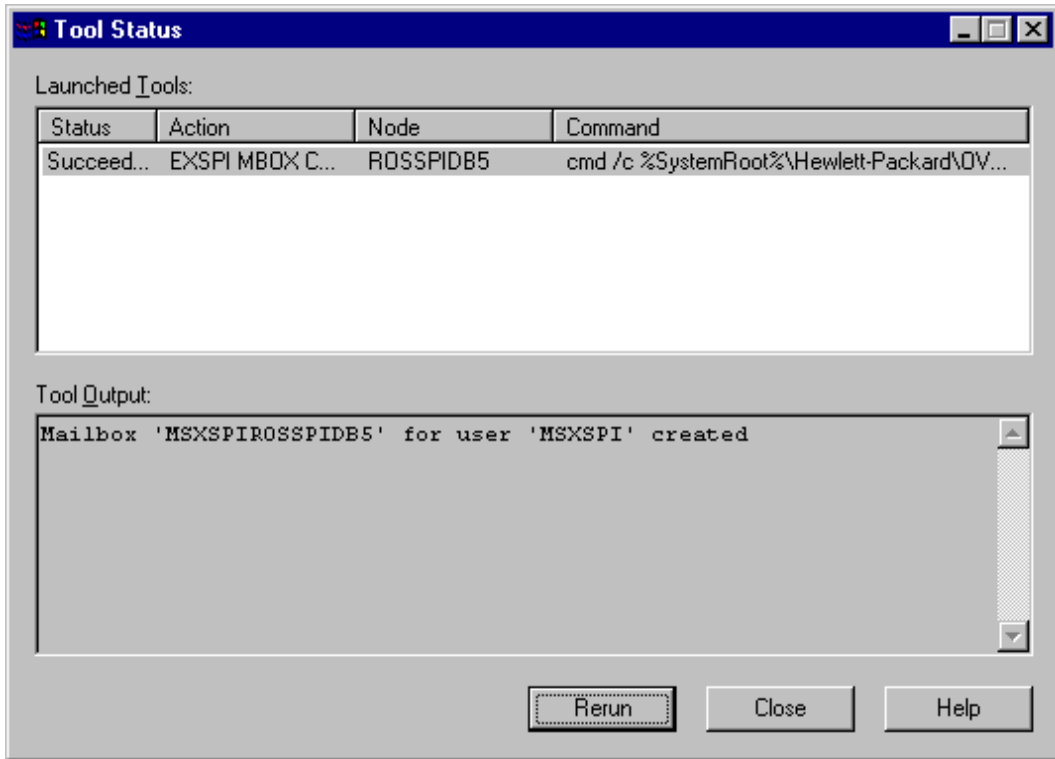 Tool Status
Launched Tools:
Status Action Node Command
Succeed... EXSPI MBOX C... ROSSPIDB5 cmd /c %SystemRoot%\Hewlett-Packard\OV...
Tool Output:
Mailbox 'MSXSPIROSSPIDB5' for user 'MSXSPI' created
Rerun Close Help